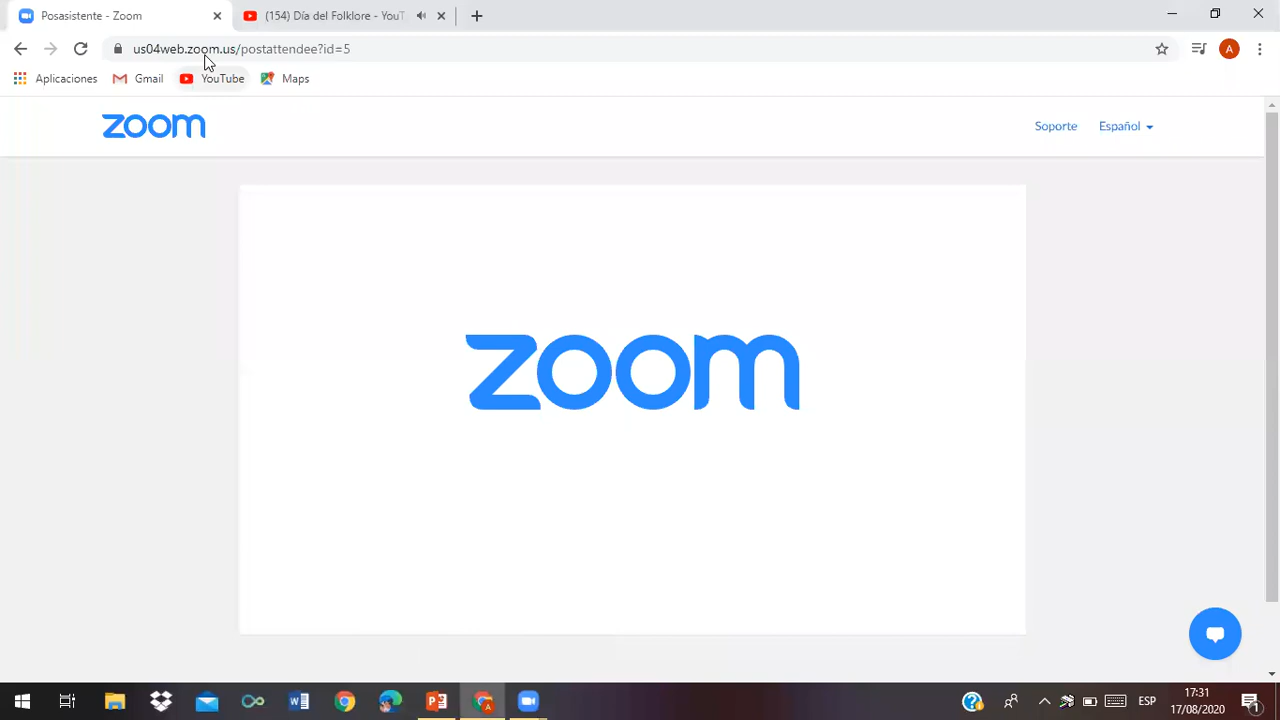 Posasistente - Zoom
(154) Día del Folklore - YouT
us04web.zoom.us/postattendee?id=5
A
Aplicaciones
Gmail
YouTube
Maps
zoom
Soporte
Español
zoom
ESP
17:31
17/08/2020
1